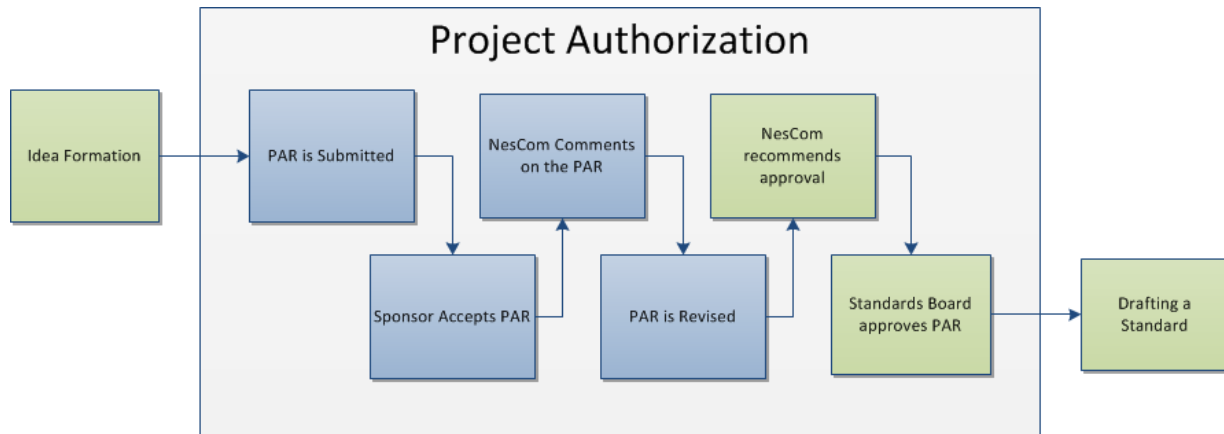 Project Authorization
Idea Formation
PAR is Submitted
Sponsor Accepts PAR
NesCom Comments
on the PAR
PAR is Revised
NesCom
recommends
approval
Standards Board
approves PAR
Drafting a
Standard